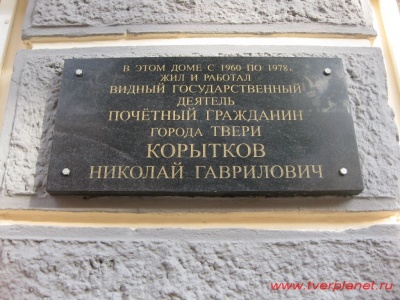 В ЭТОМ ДОМЕ С 1960 ПО 1978г.
ЖИЛ И РАБОТАЛ
ВИДНЫЙ ГОСУДАРСТВЕННЫЙ
ДЕЯТЕЛЬ
ПОЧЁТНЫЙ ГРАЖДАНИН
ГОРОДА ТВЕРИ
КОРЫТКОВ
НИКОЛАЙ ГАВРИЛОВИЧ
www.tverplanet.ru